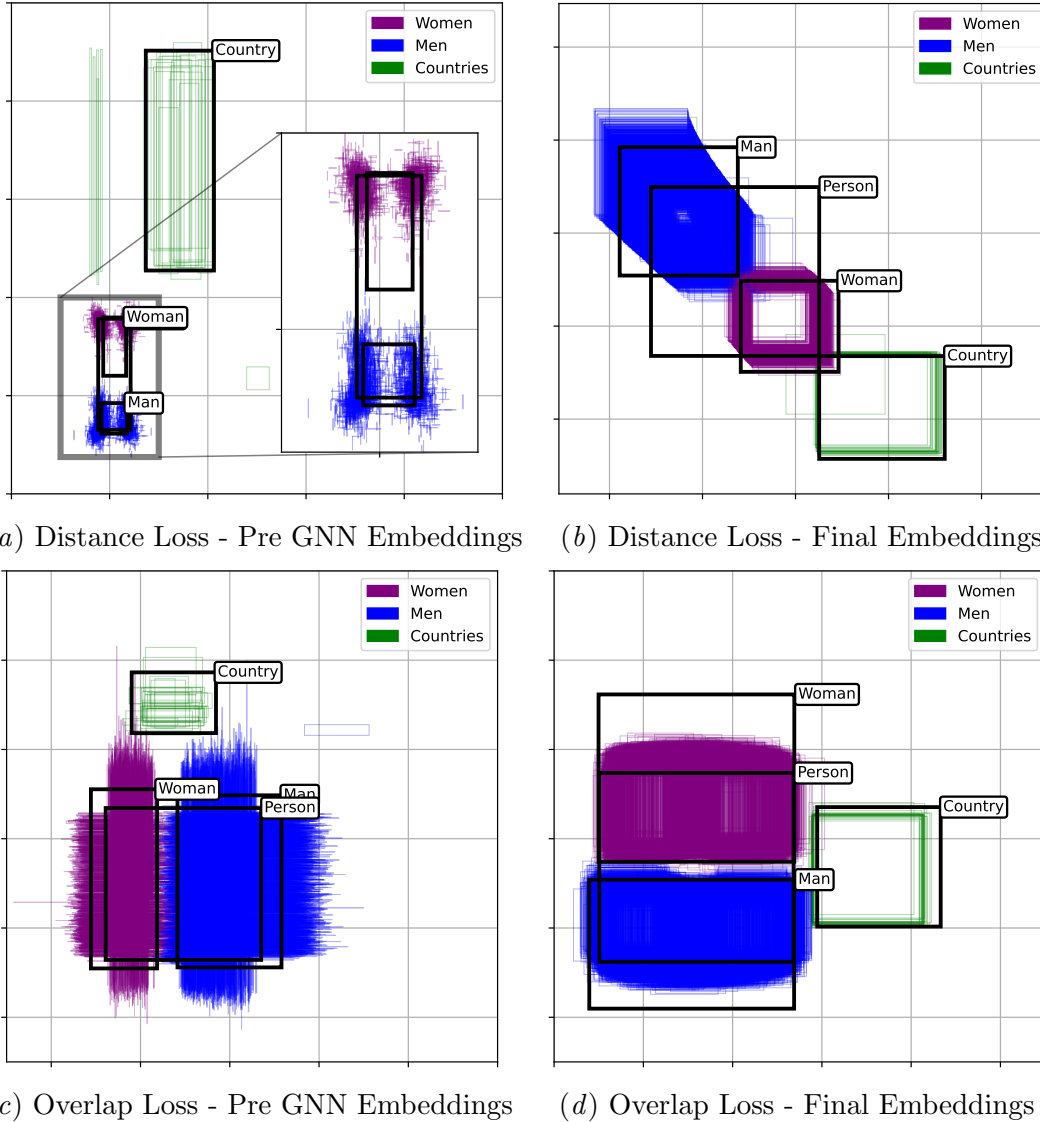 Women
Men
Countries
Country
Woman
Man
Women
Men
Countries
Man
Person
Woman
Country
a) Distance Loss - Pre GNN Embeddings
(b) Distance Loss - Final Embeddings
Women
Men
Countries
Country
Woman
Man
Person
Women
Men
Countries
Woman
Person
Country
Man
c) Overlap Loss - Pre GNN Embeddings
(d) Overlap Loss - Final Embeddings